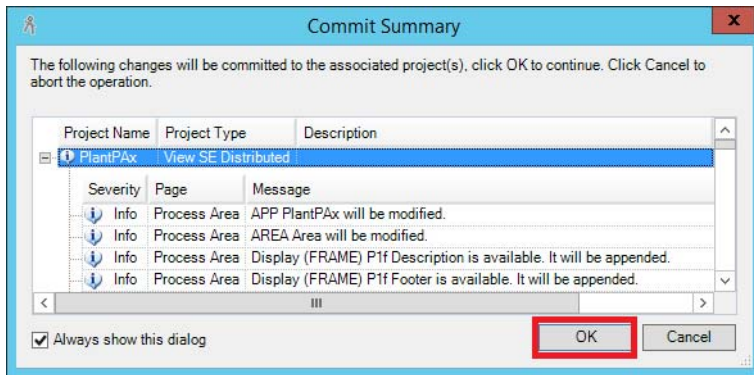 Commit Summary
x
The following changes will be committed to the associated project(s), click OK to continue. Click Cancel to
abort the operation.
Project Name Project Type Description
PlantPAx View SE Distributed
Severity Page Message
Info Process Area APP PlantPAx will be modified.
Info Process Area AREA Area will be modified.
Info Process Area Display (FRAME) P1f Description is available. It will be appended.
Info Process Area Display (FRAME) P1f Footer is available. It will be appended.
Always show this dialog
OK Cancel